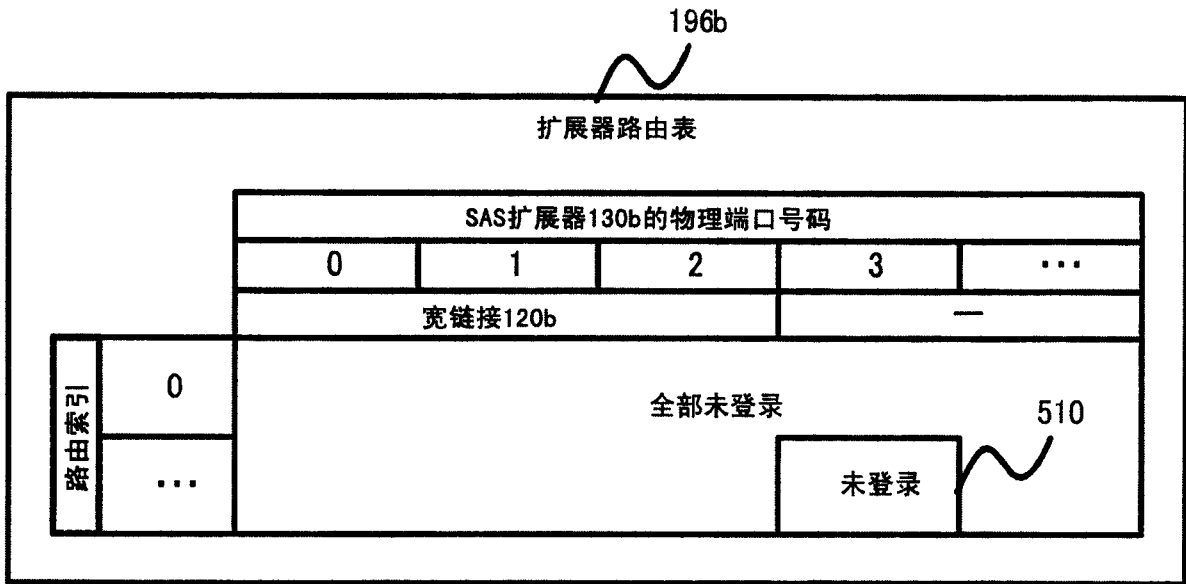 196b
扩展器路由表
SAS扩展器130b的物理端口号码
0 1 2 3 ···
宽链接120b —
路由索引
0
全部未登录
510
··· 未登录